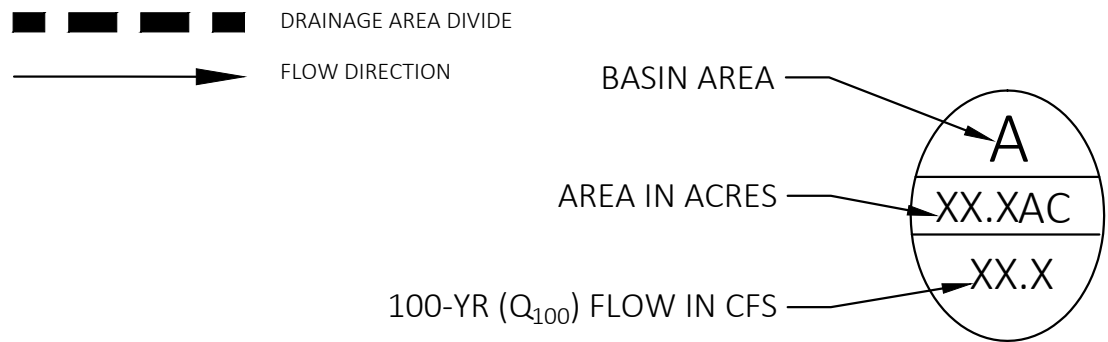 DRAINAGE AREA DIVIDE
FLOW DIRECTION
BASIN AREA
A
AREA IN ACRES
XX.XAC
100-YR (Q100) FLOW IN CFS
XX.X